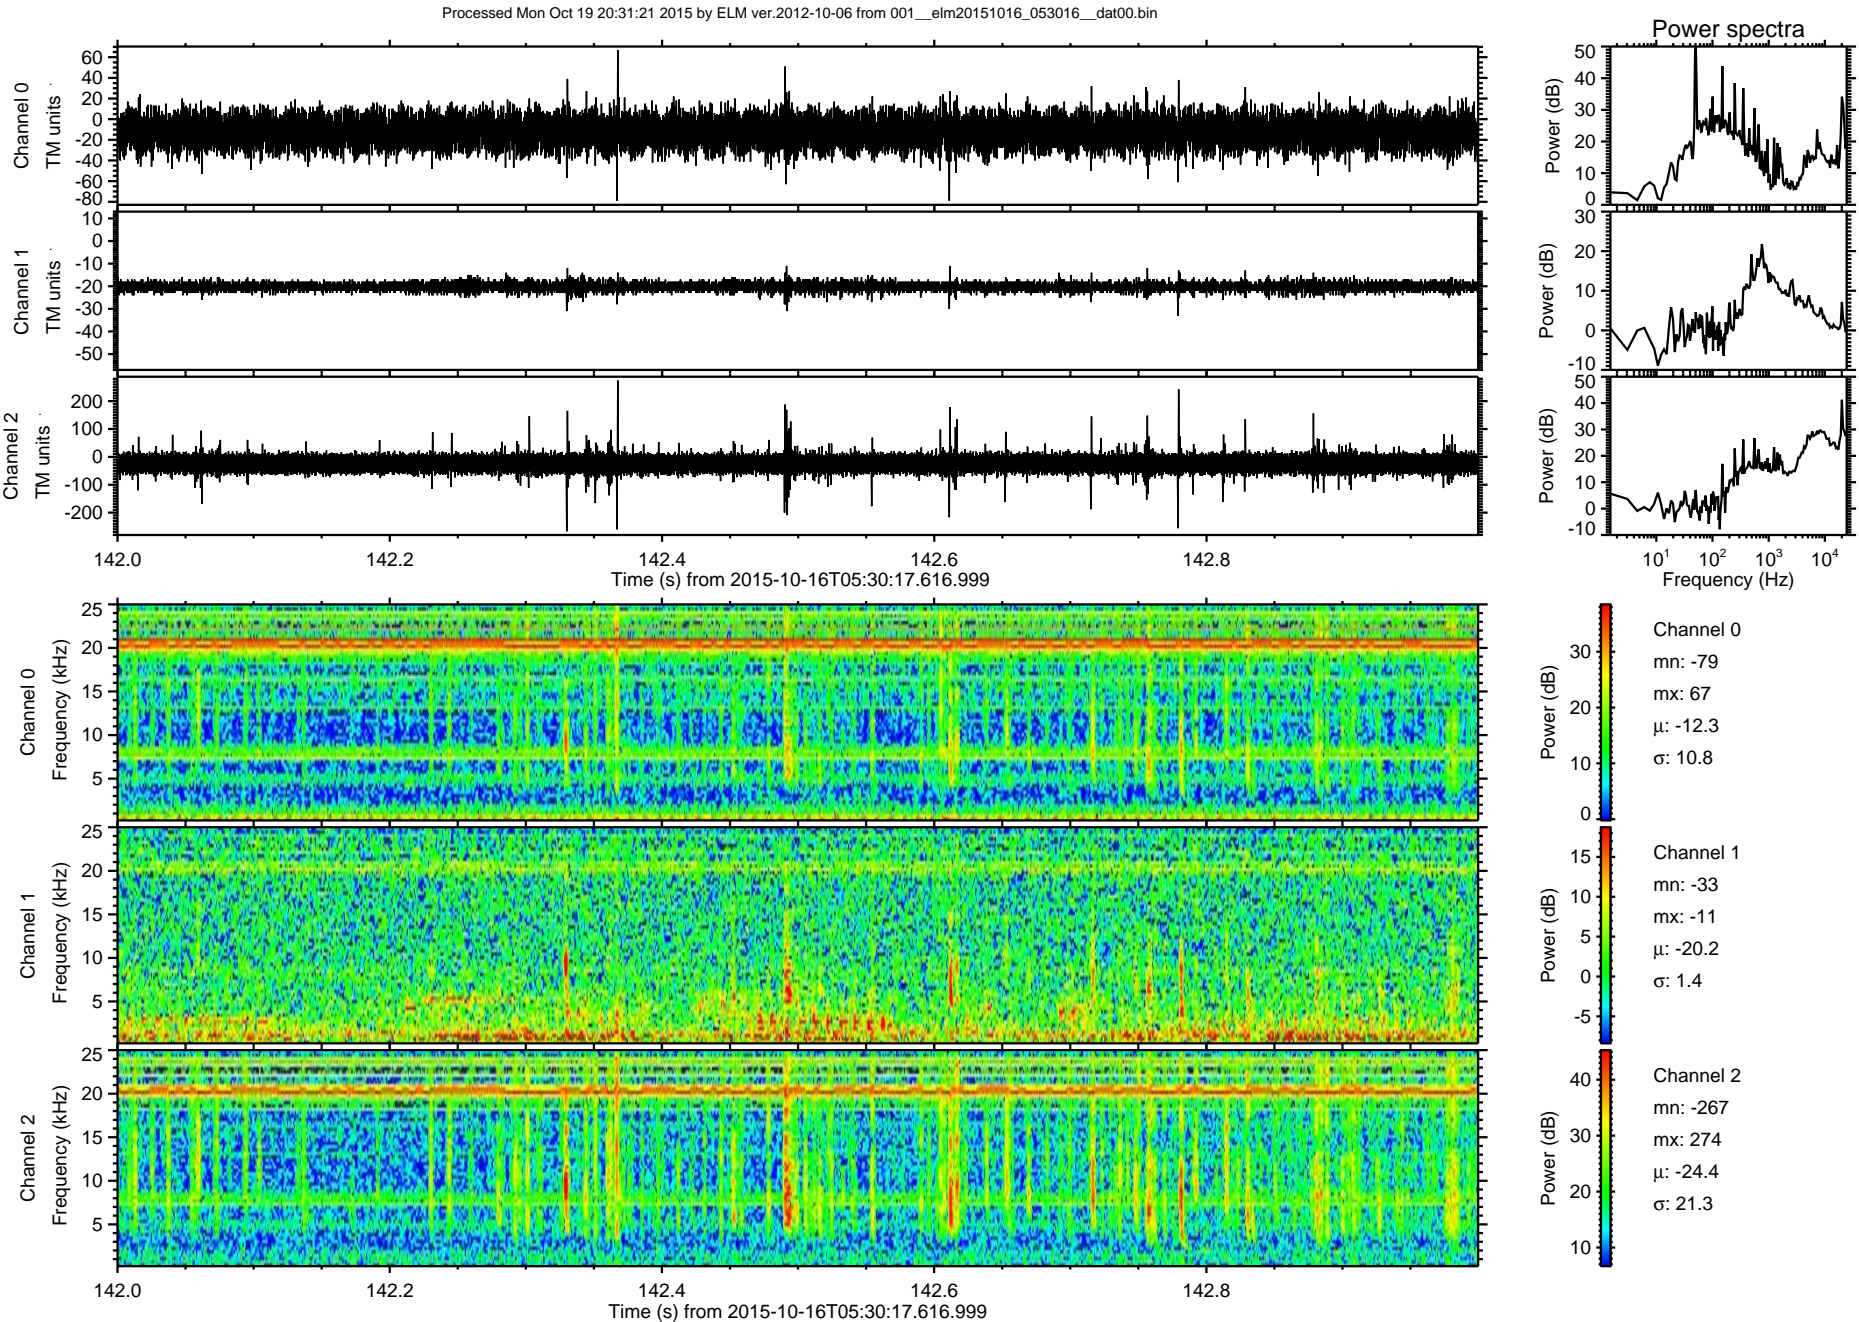 Processed Mon Oct 19 20:31:21 2015 by ELM ver.2012-10-06 from 001__elm20151016_053016__dat00.bin
Power spectra
Channel 0
TM units
60
40
20
0
-20
-40
-60
-80
Power (dB)
50
40
30
20
10
0
Channel 1
TM units
10
0
-10
-20
-30
-40
-50
Power (dB)
30
20
10
0
-10
Channel 2
TM units
200
100
0
-100
-200
Power (dB)
50
40
30
20
10
0
-10
142.0 142.2 142.4 142.6 142.8
Time (s) from 2015-10-16T05:30:17.616.999
10¹ 10² 10³ 10⁴
Frequency (Hz)
Channel 0
Frequency (kHz)
25
20
15
10
5
Power (dB)
30
20
10
0
Channel 0
mn: -79
mx: 67
µ: -12.3
σ: 10.8
Channel 1
Frequency (kHz)
25
20
15
10
5
Power (dB)
15
10
5
0
-5
Channel 1
mn: -33
mx: -11
µ: -20.2
σ: 1.4
Channel 2
Frequency (kHz)
25
20
15
10
5
Power (dB)
40
30
20
10
Channel 2
mn: -267
mx: 274
µ: -24.4
σ: 21.3
142.0 142.2 142.4 142.6 142.8
Time (s) from 2015-10-16T05:30:17.616.999